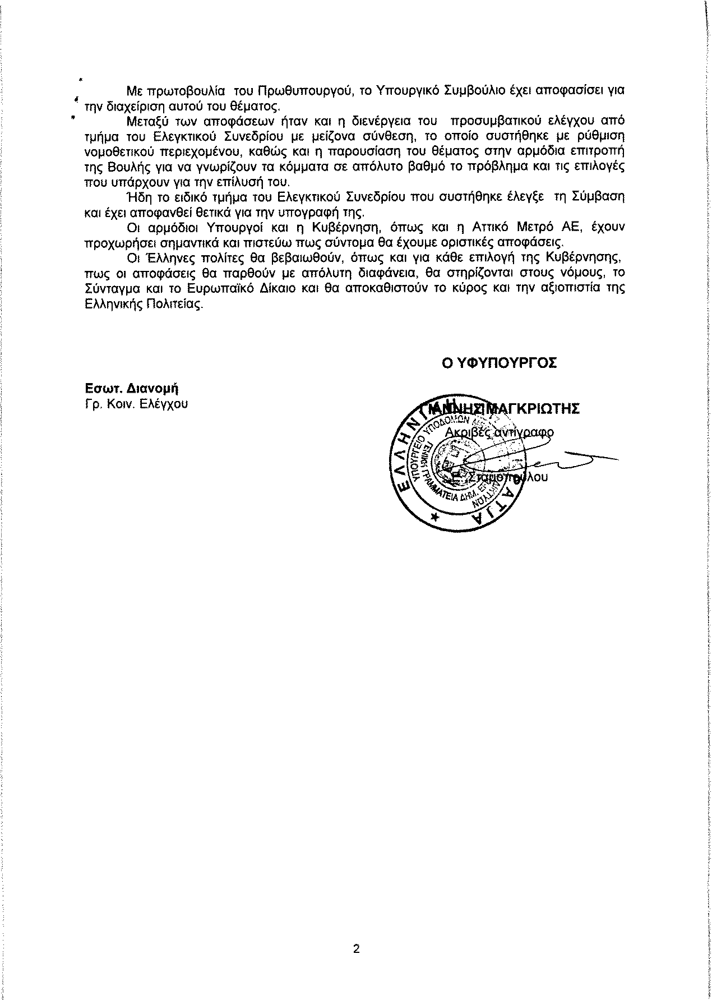 Με πρωτοβουλία του Πρωθυπουργού, το Υπουργικό Συμβούλιο έχει αποφασίσει για
την διαχείριση αυτού του θέματος.
Μεταξύ των αποφάσεων ήταν και η διενέργεια του προσυμβατικού ελέγχου από
τμήμα του Ελεγκτικού Συνεδρίου με μείζονα σύνθεση, το οποίο συστήθηκε με ρύθμιση
νομοθετικού περιεχομένου, καθώς και η παρουσίαση του θέματος στην αρμόδια επιτροπή
της Βουλής για να γνωρίζουν τα κόμματα σε απόλυτο βαθμό το πρόβλημα και τις επιλογές
που υπάρχουν για την επίλυσή του.
Ήδη το ειδικό τμήμα του Ελεγκτικού Συνεδρίου που συστήθηκε έλεγξε τη Σύμβαση
και έχει αποφανθεί θετικά για την υπογραφή της.
Οι αρμόδιοι Υπουργοί και η Κυβέρνηση, όπως και η Αττικό Μετρό ΑΕ, έχουν
προχωρήσει σημαντικά και πιστεύω πως σύντομα θα έχουμε οριστικές αποφάσεις.
Οι Έλληνες πολίτες θα βεβαιωθούν, όπως και για κάθε επιλογή της Κυβέρνησης,
πως οι αποφάσεις θα παρθούν με απόλυτη διαφάνεια, θα στηρίζονται στους νόμους, το
Σύνταγμα και το Ευρωπαϊκό Δίκαιο και θα αποκαθιστούν το κύρος και την αξιοπιστία της
Ελληνικής Πολιτείας.
Ο ΥΦΥΠΟΥΡΓΟΣ
Εσωτ. Διανομή
Γρ. Κοιν. Ελέγχου
ΓΙΑΝΝΗΣ ΜΑΓΚΡΙΩΤΗΣ
Ακριβές αντίγραφο
Ε. Σταμοπούλου
ΥΠΟΥΡΓΕΙΟ ΥΠΟΔΟΜΩΝ
ΓΕΝΙΚΗ ΓΡΑΜΜΑΤΕΙΑ ΔΗΜ.
2